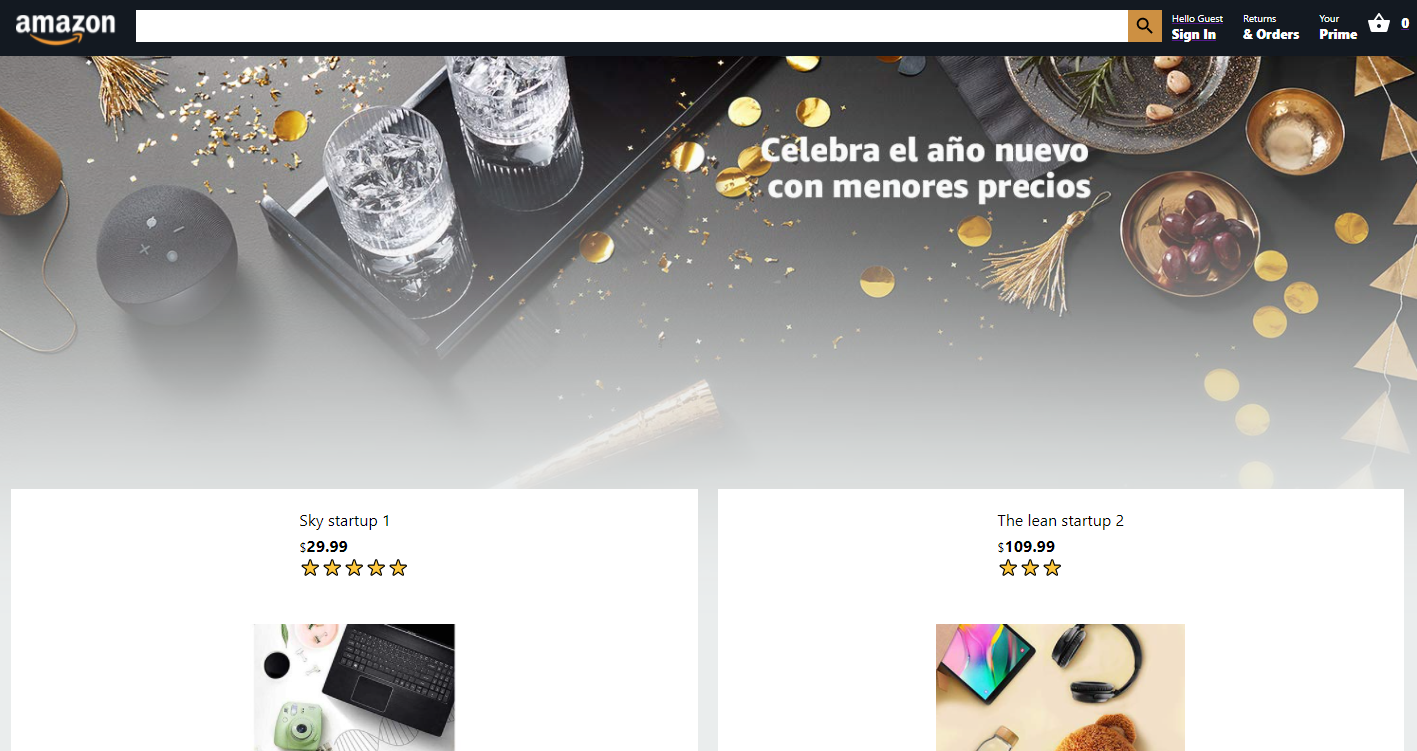 amazon
Hello Guest
Sign In
Returns
& Orders
Your
Prime
0
Celebra el año nuevo
con menores precios
Sky startup 1
$29.99
The lean startup 2
$109.99